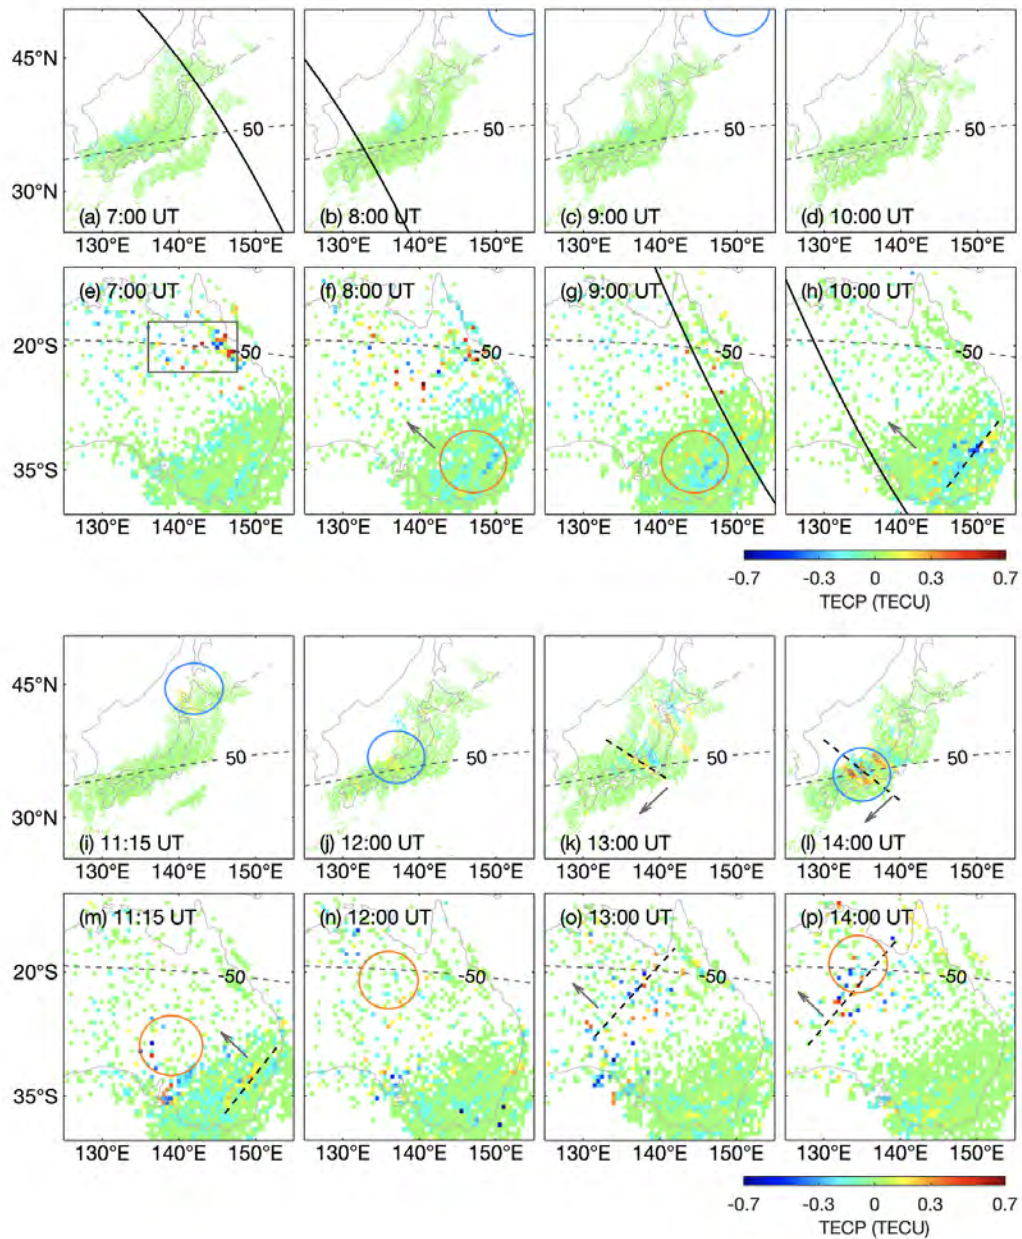 45°N
30°N
50
50
50
50
(a) 7:00 UT
(b) 8:00 UT
(c) 9:00 UT
(d) 10:00 UT
130°E 140°E 150°E
130°E 140°E 150°E
130°E 140°E 150°E
130°E 140°E 150°E
(e) 7:00 UT
(f) 8:00 UT
(g) 9:00 UT
(h) 10:00 UT
20°S
35°S
-50
-50
-50
-50
130°E 140°E 150°E
130°E 140°E 150°E
130°E 140°E 150°E
130°E 140°E 150°E
-0.7 -0.3 0 0.3 0.7
TECP (TECU)
45°N
30°N
50
50
50
50
(i) 11:15 UT
(j) 12:00 UT
(k) 13:00 UT
(l) 14:00 UT
130°E 140°E 150°E
130°E 140°E 150°E
130°E 140°E 150°E
130°E 140°E 150°E
(m) 11:15 UT
(n) 12:00 UT
(o) 13:00 UT
(p) 14:00 UT
20°S
35°S
-50
-50
-50
-50
130°E 140°E 150°E
130°E 140°E 150°E
130°E 140°E 150°E
130°E 140°E 150°E
-0.7 -0.3 0 0.3 0.7
TECP (TECU)